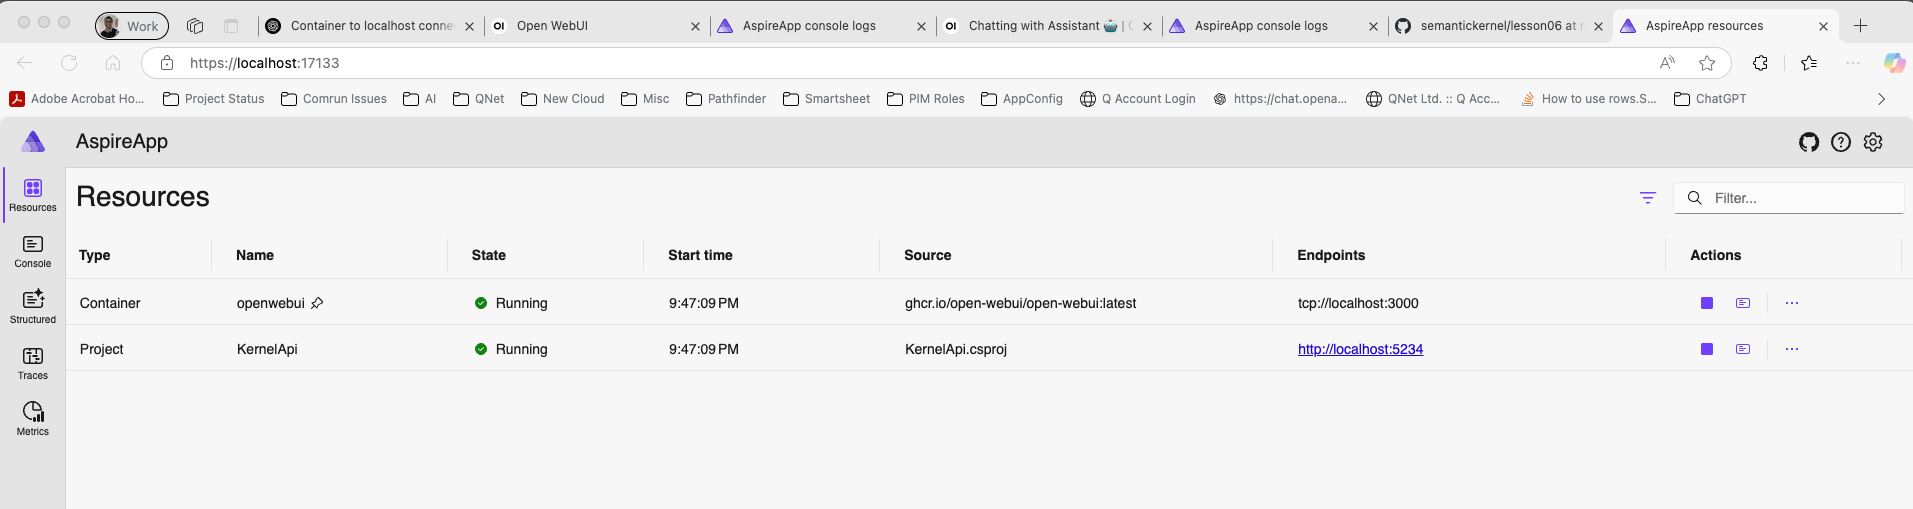 Work
Container to localhost conne
Open WebUI
AspireApp console logs
Chatting with Assistant 🤖 | O
AspireApp console logs
semantickernel/lesson06 at
AspireApp resources
https://localhost:17133
Adobe Acrobat Ho... Project Status Comrun Issues AI QNet New Cloud Misc Pathfinder Smartsheet PIM Roles AppConfig Q Account Login https://chat.opena... QNet Ltd. :: Q Acc... How to use rows.S... ChatGPT
AspireApp
Resources
Console
Structured
Traces
Metrics
Resources
Filter...
Type Name State Start time Source Endpoints Actions
Container openwebui Running 9:47:09 PM ghcr.io/open-webui/open-webui:latest tcp://localhost:3000
Project KernelApi Running 9:47:09 PM KernelApi.csproj http://localhost:5234